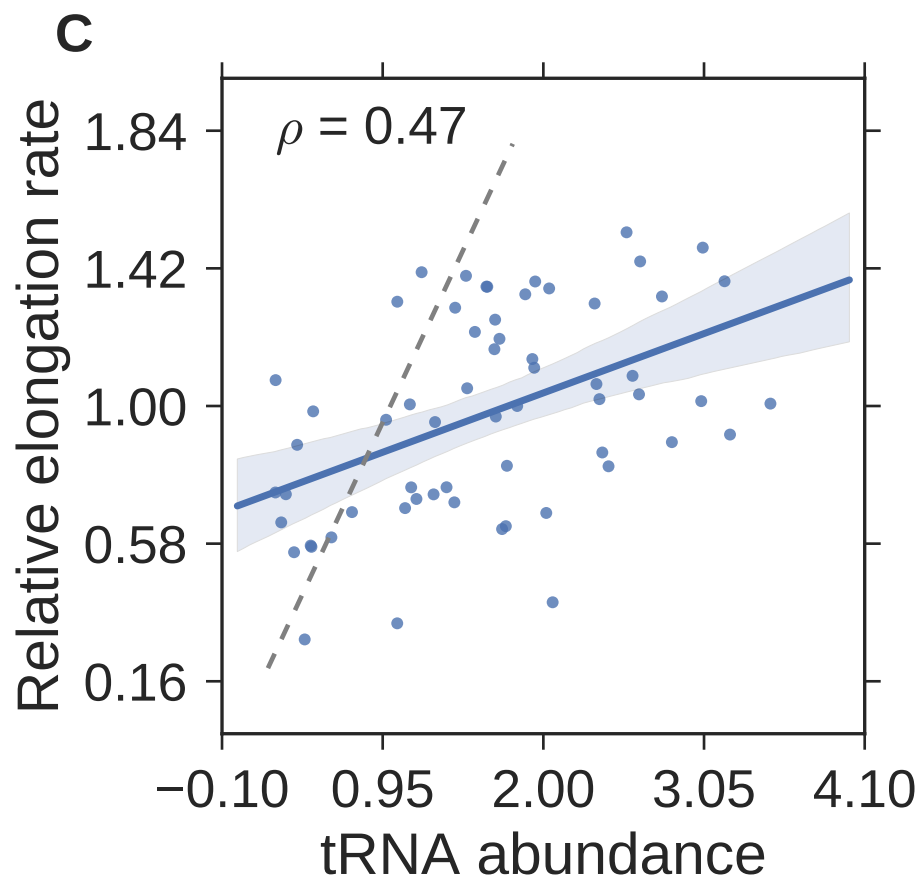 C
ρ = 0.47
Relative elongation rate
1.84
1.42
1.00
0.58
0.16
−0.10 0.95 2.00 3.05 4.10
tRNA abundance